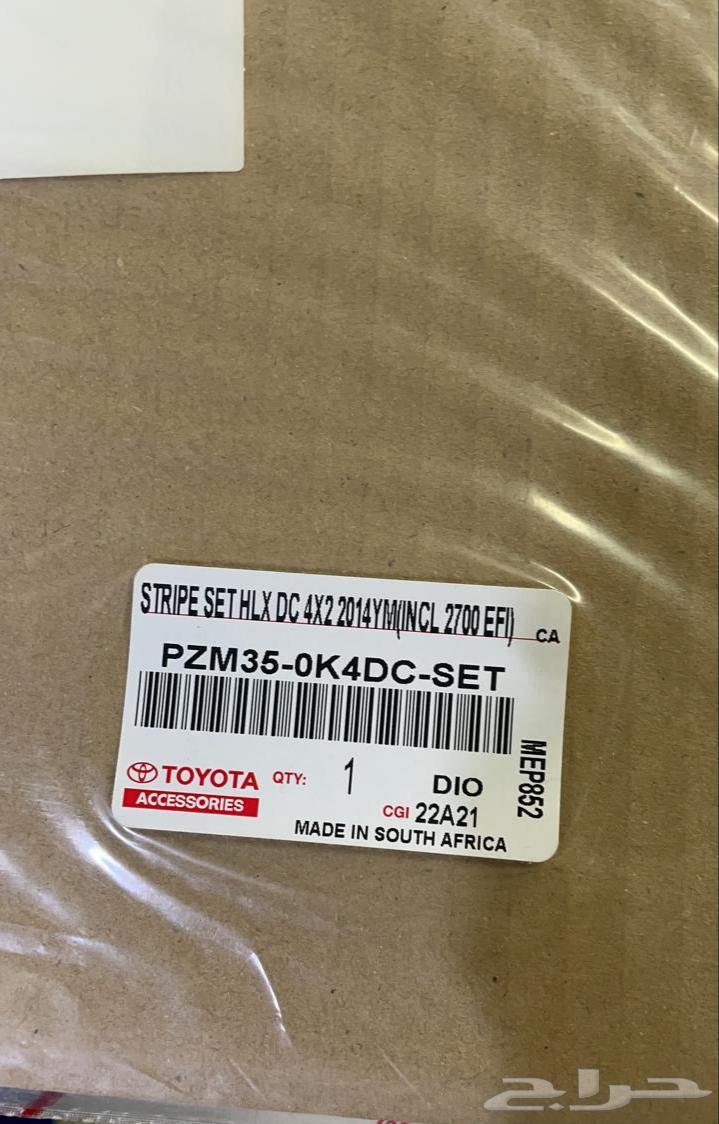 STRIPE SET HLX DC 4X2 2014YM(INCL 2700 EFI) CA
PZM35-0K4DC-SET
TOYOTA
ACCESSORIES
QTY: 1
DIO
CGI 22A21
MADE IN SOUTH AFRICA
MEP852
حراج